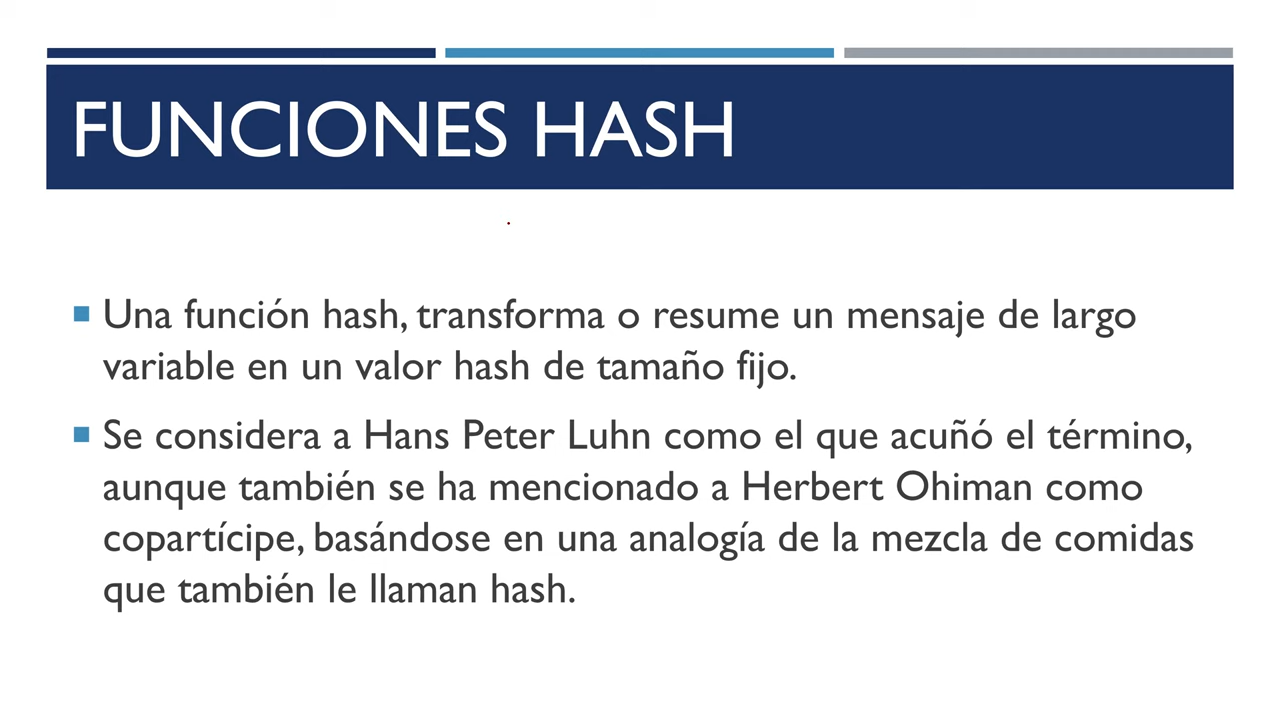 FUNCIONES HASH
Una función hash, transforma o resume un mensaje de largo
variable en un valor hash de tamaño fijo.
Se considera a Hans Peter Luhn como el que acuñó el término,
aunque también se ha mencionado a Herbert Ohiman como
copartícipe, basándose en una analogía de la mezcla de comidas
que también le llaman hash.